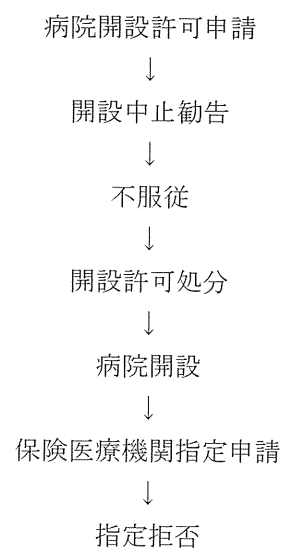 病院開設許可申請
↓
開設中止勧告
↓
不服従
↓
開設許可処分
↓
病院開設
↓
保険医療機関指定申請
↓
指定拒否